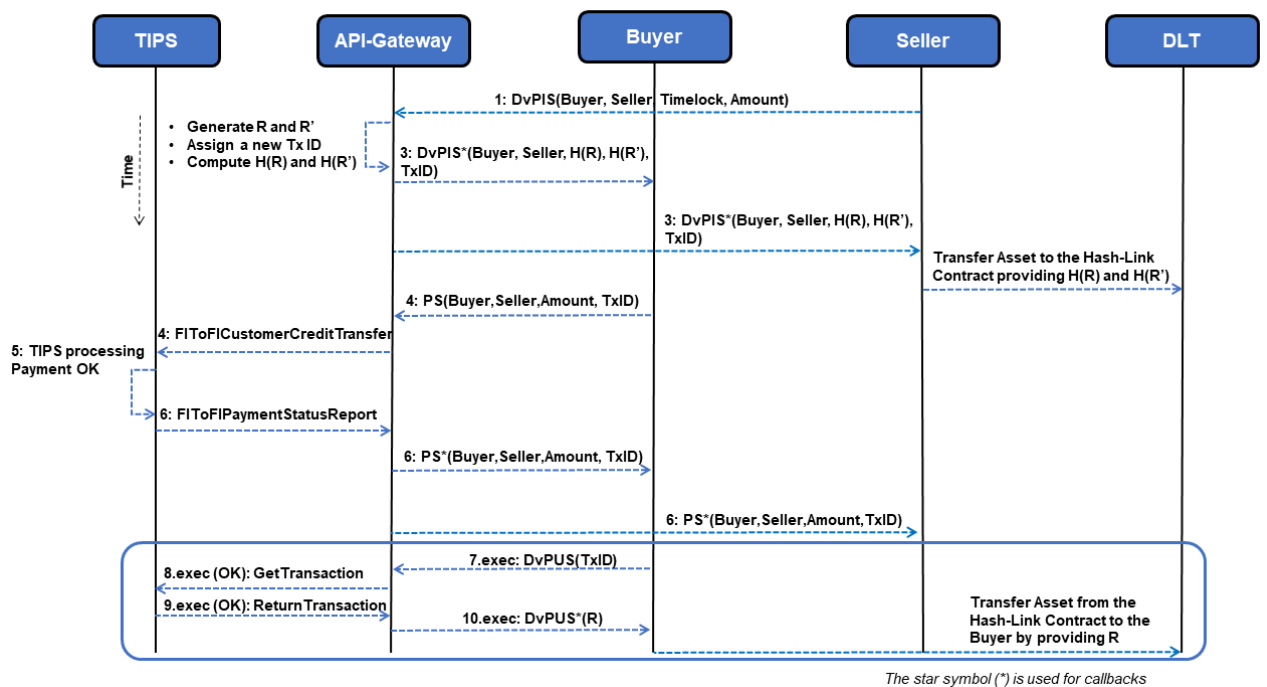 TIPS
API-Gateway
Buyer
Seller
DLT
1: DvPIS(Buyer, Seller, Timelock, Amount)
Time
• Generate R and R’
• Assign a new Tx ID
• Compute H(R) and H(R’)
3: DvPIS*(Buyer, Seller, H(R), H(R’),
TxID)
3: DvPIS*(Buyer, Seller, H(R), H(R’),
TxID)
Transfer Asset to the Hash-Link
Contract providing H(R) and H(R’)
4: PS(Buyer,Seller,Amount, TxID)
4: FIToFICustomerCreditTransfer
5: TIPS processing
Payment OK
6: FIToFIPaymentStatusReport
6: PS*(Buyer,Seller,Amount, TxID)
6: PS*(Buyer,Seller,Amount,TxID)
7.exec: DvPUS(TxID)
8.exec (OK): GetTransaction
9.exec (OK): ReturnTransaction
10.exec: DvPUS*(R)
Transfer Asset from the
Hash-Link Contract to the
Buyer by providing R
The star symbol (*) is used for callbacks